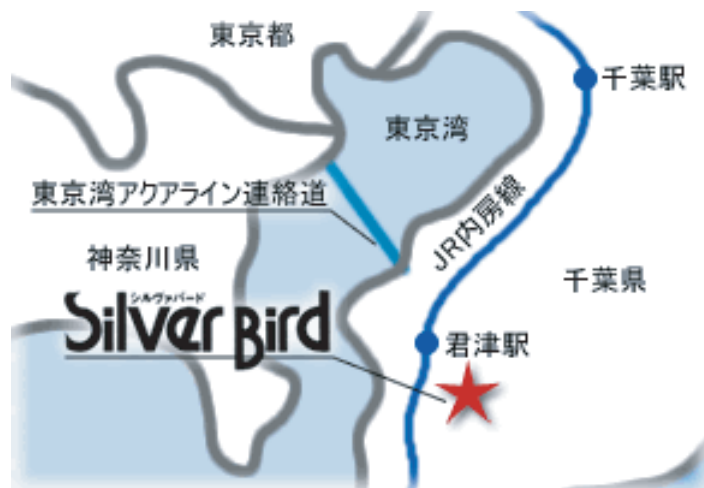 東京都
千葉駅
東京湾
東京湾アクアライン連絡道
JR内房線
神奈川県
千葉県
シルヴァバード
Silver Bird
君津駅